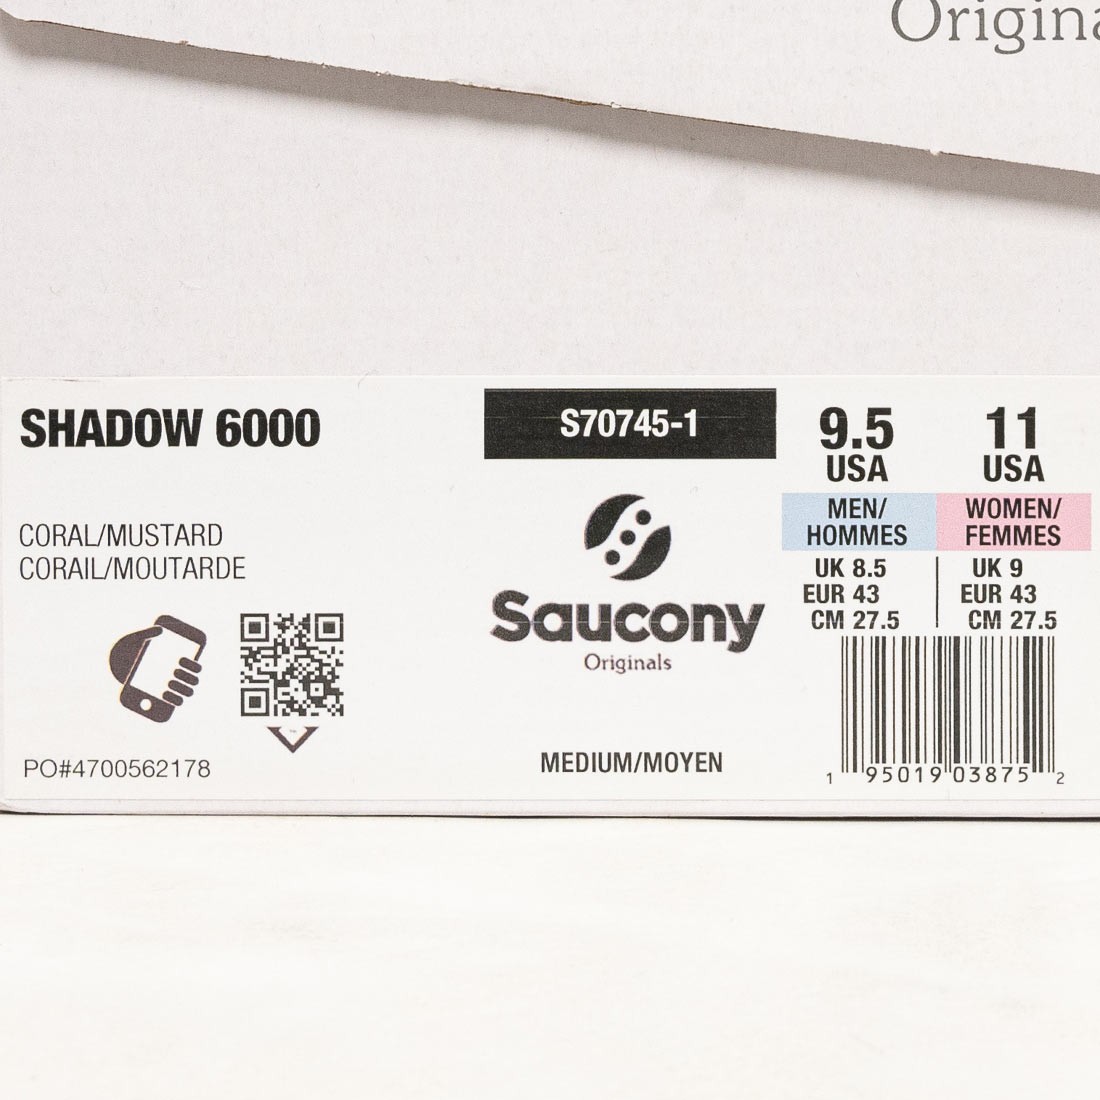 Origina
SHADOW 6000
CORAL/MUSTARD
CORAIL/MOUTARDE
PO#4700562178
S70745-1
Saucony
Originals
MEDIUM/MOYEN
9.5
USA
MEN/
HOMMES
UK 8.5
EUR 43
CM 27.5
11
USA
WOMEN/
FEMMES
UK 9
EUR 43
CM 27.5
1 95019 03875 2